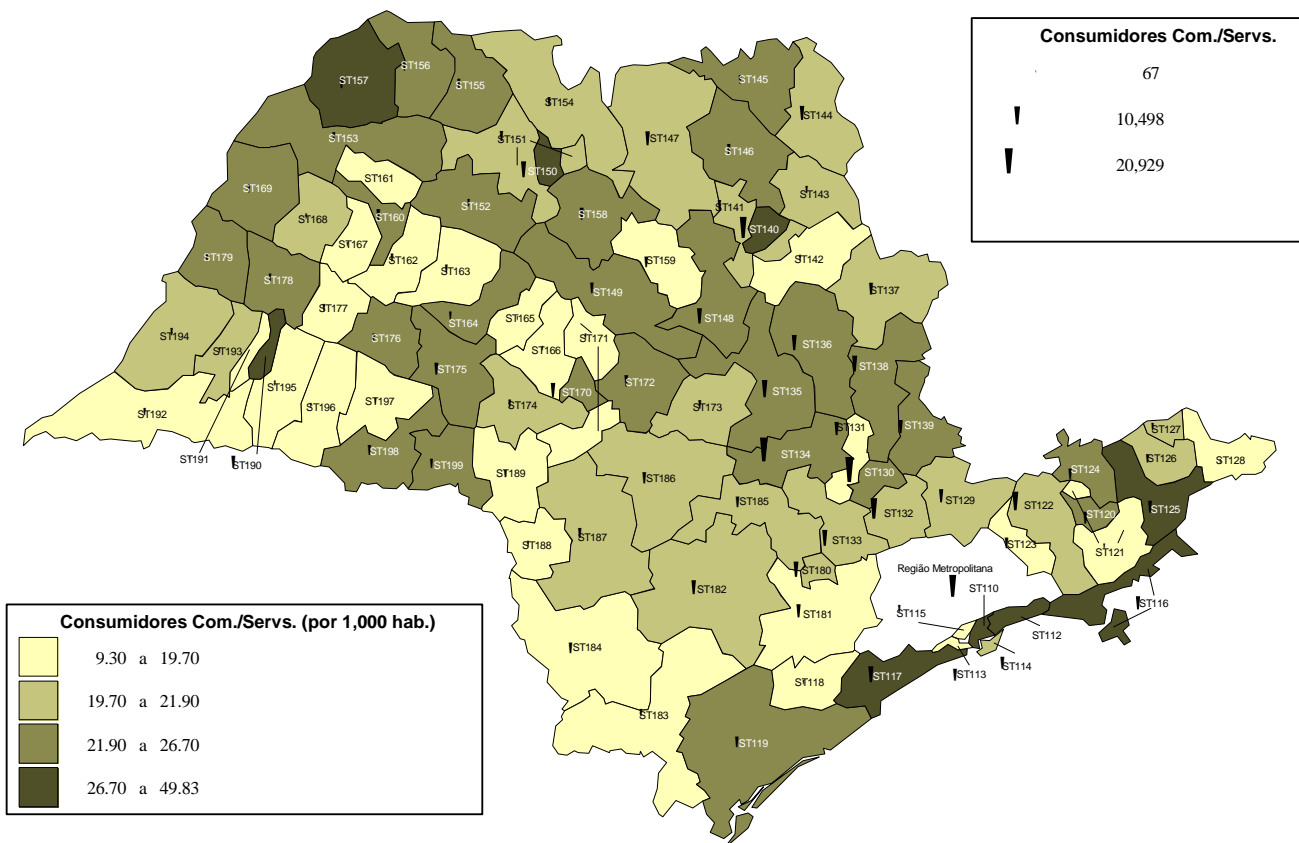 Consumidores Com./Servs.
67
10,498
20,929
ST157
ST156
ST155
ST145
ST154
ST144
ST153
ST151
ST147
ST146
ST150
ST161
ST169
ST143
ST141
ST168
ST160
ST152
ST158
ST140
ST167
ST179
ST162
ST163
ST159
ST142
ST178
ST149
ST137
ST177
ST164
ST165
ST148
ST194
ST176
ST171
ST136
ST193
ST166
ST175
ST138
ST195
ST172
ST170
ST135
ST192
ST196
ST197
ST174
ST173
ST131
ST139
ST127
ST191
ST190
ST198
ST199
ST134
ST126
ST128
ST189
ST186
ST130
ST124
ST185
ST129
ST132
ST122
ST120
ST125
ST188
ST187
ST133
ST123
ST121
ST180
Região Metropolitana
ST182
ST110
ST181
ST115
ST116
ST112
ST184
ST114
ST117
ST113
ST118
ST183
ST119
Consumidores Com./Servs. (por 1,000 hab.)
9.30 a 19.70
19.70 a 21.90
21.90 a 26.70
26.70 a 49.83